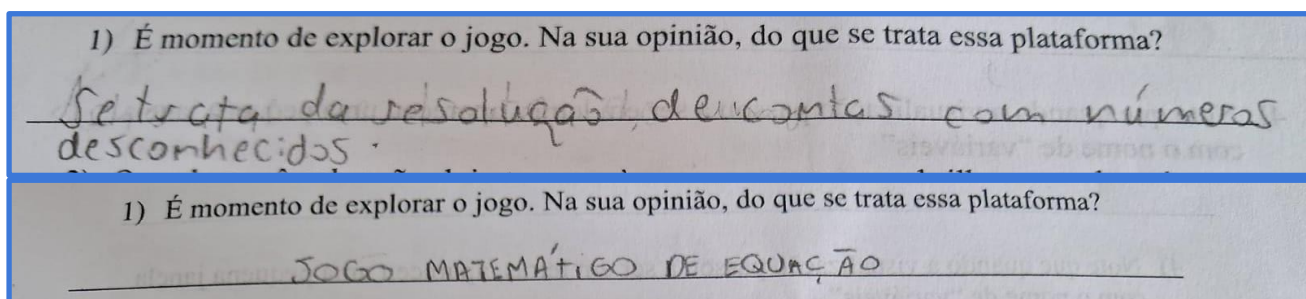 1) É momento de explorar o jogo. Na sua opinião, do que se trata essa plataforma?
Se trata da resolução de contas com números
desconhecidos.
1) É momento de explorar o jogo. Na sua opinião, do que se trata essa plataforma?
JOGO MATEMÁTIGO DE EQUAÇÃO